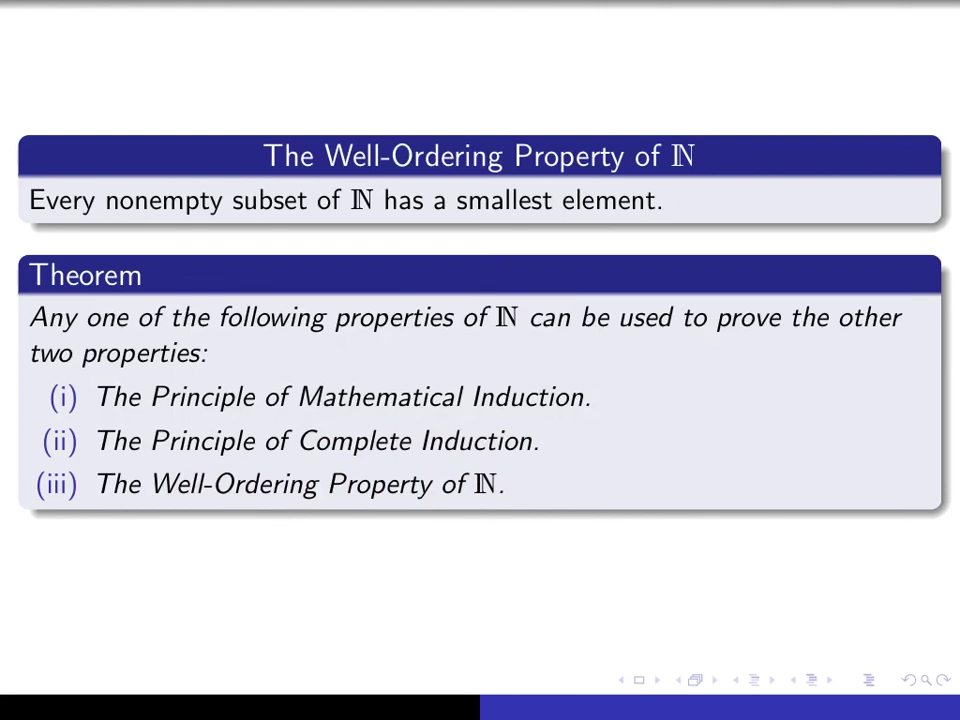 The Well-Ordering Property of ℕ
Every nonempty subset of ℕ has a smallest element.
Theorem
Any one of the following properties of ℕ can be used to prove the other
two properties:
(i) The Principle of Mathematical Induction.
(ii) The Principle of Complete Induction.
(iii) The Well-Ordering Property of ℕ.